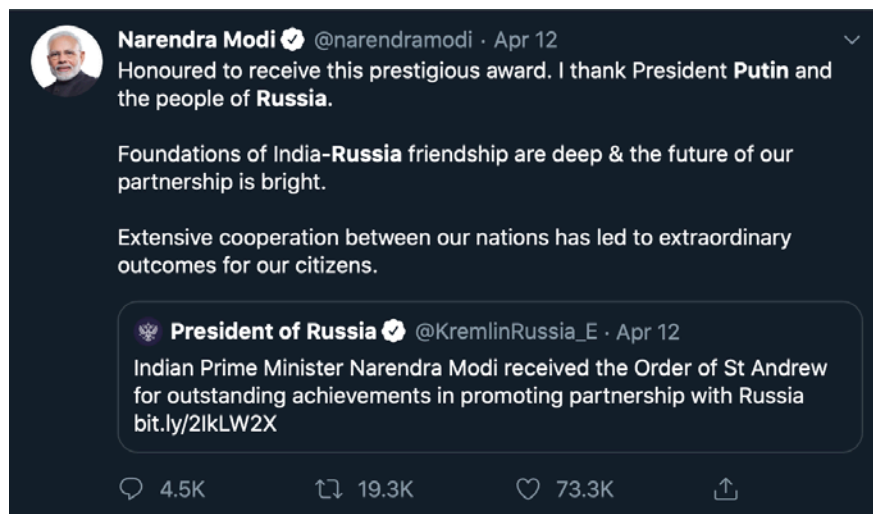 Narendra Modi @narendramodi · Apr 12
Honoured to receive this prestigious award. I thank President Putin and
the people of Russia.
Foundations of India-Russia friendship are deep & the future of our
partnership is bright.
Extensive cooperation between our nations has led to extraordinary
outcomes for our citizens.
President of Russia @KremlinRussia_E · Apr 12
Indian Prime Minister Narendra Modi received the Order of St Andrew
for outstanding achievements in promoting partnership with Russia
bit.ly/2IkLW2X
4.5K 19.3K 73.3K